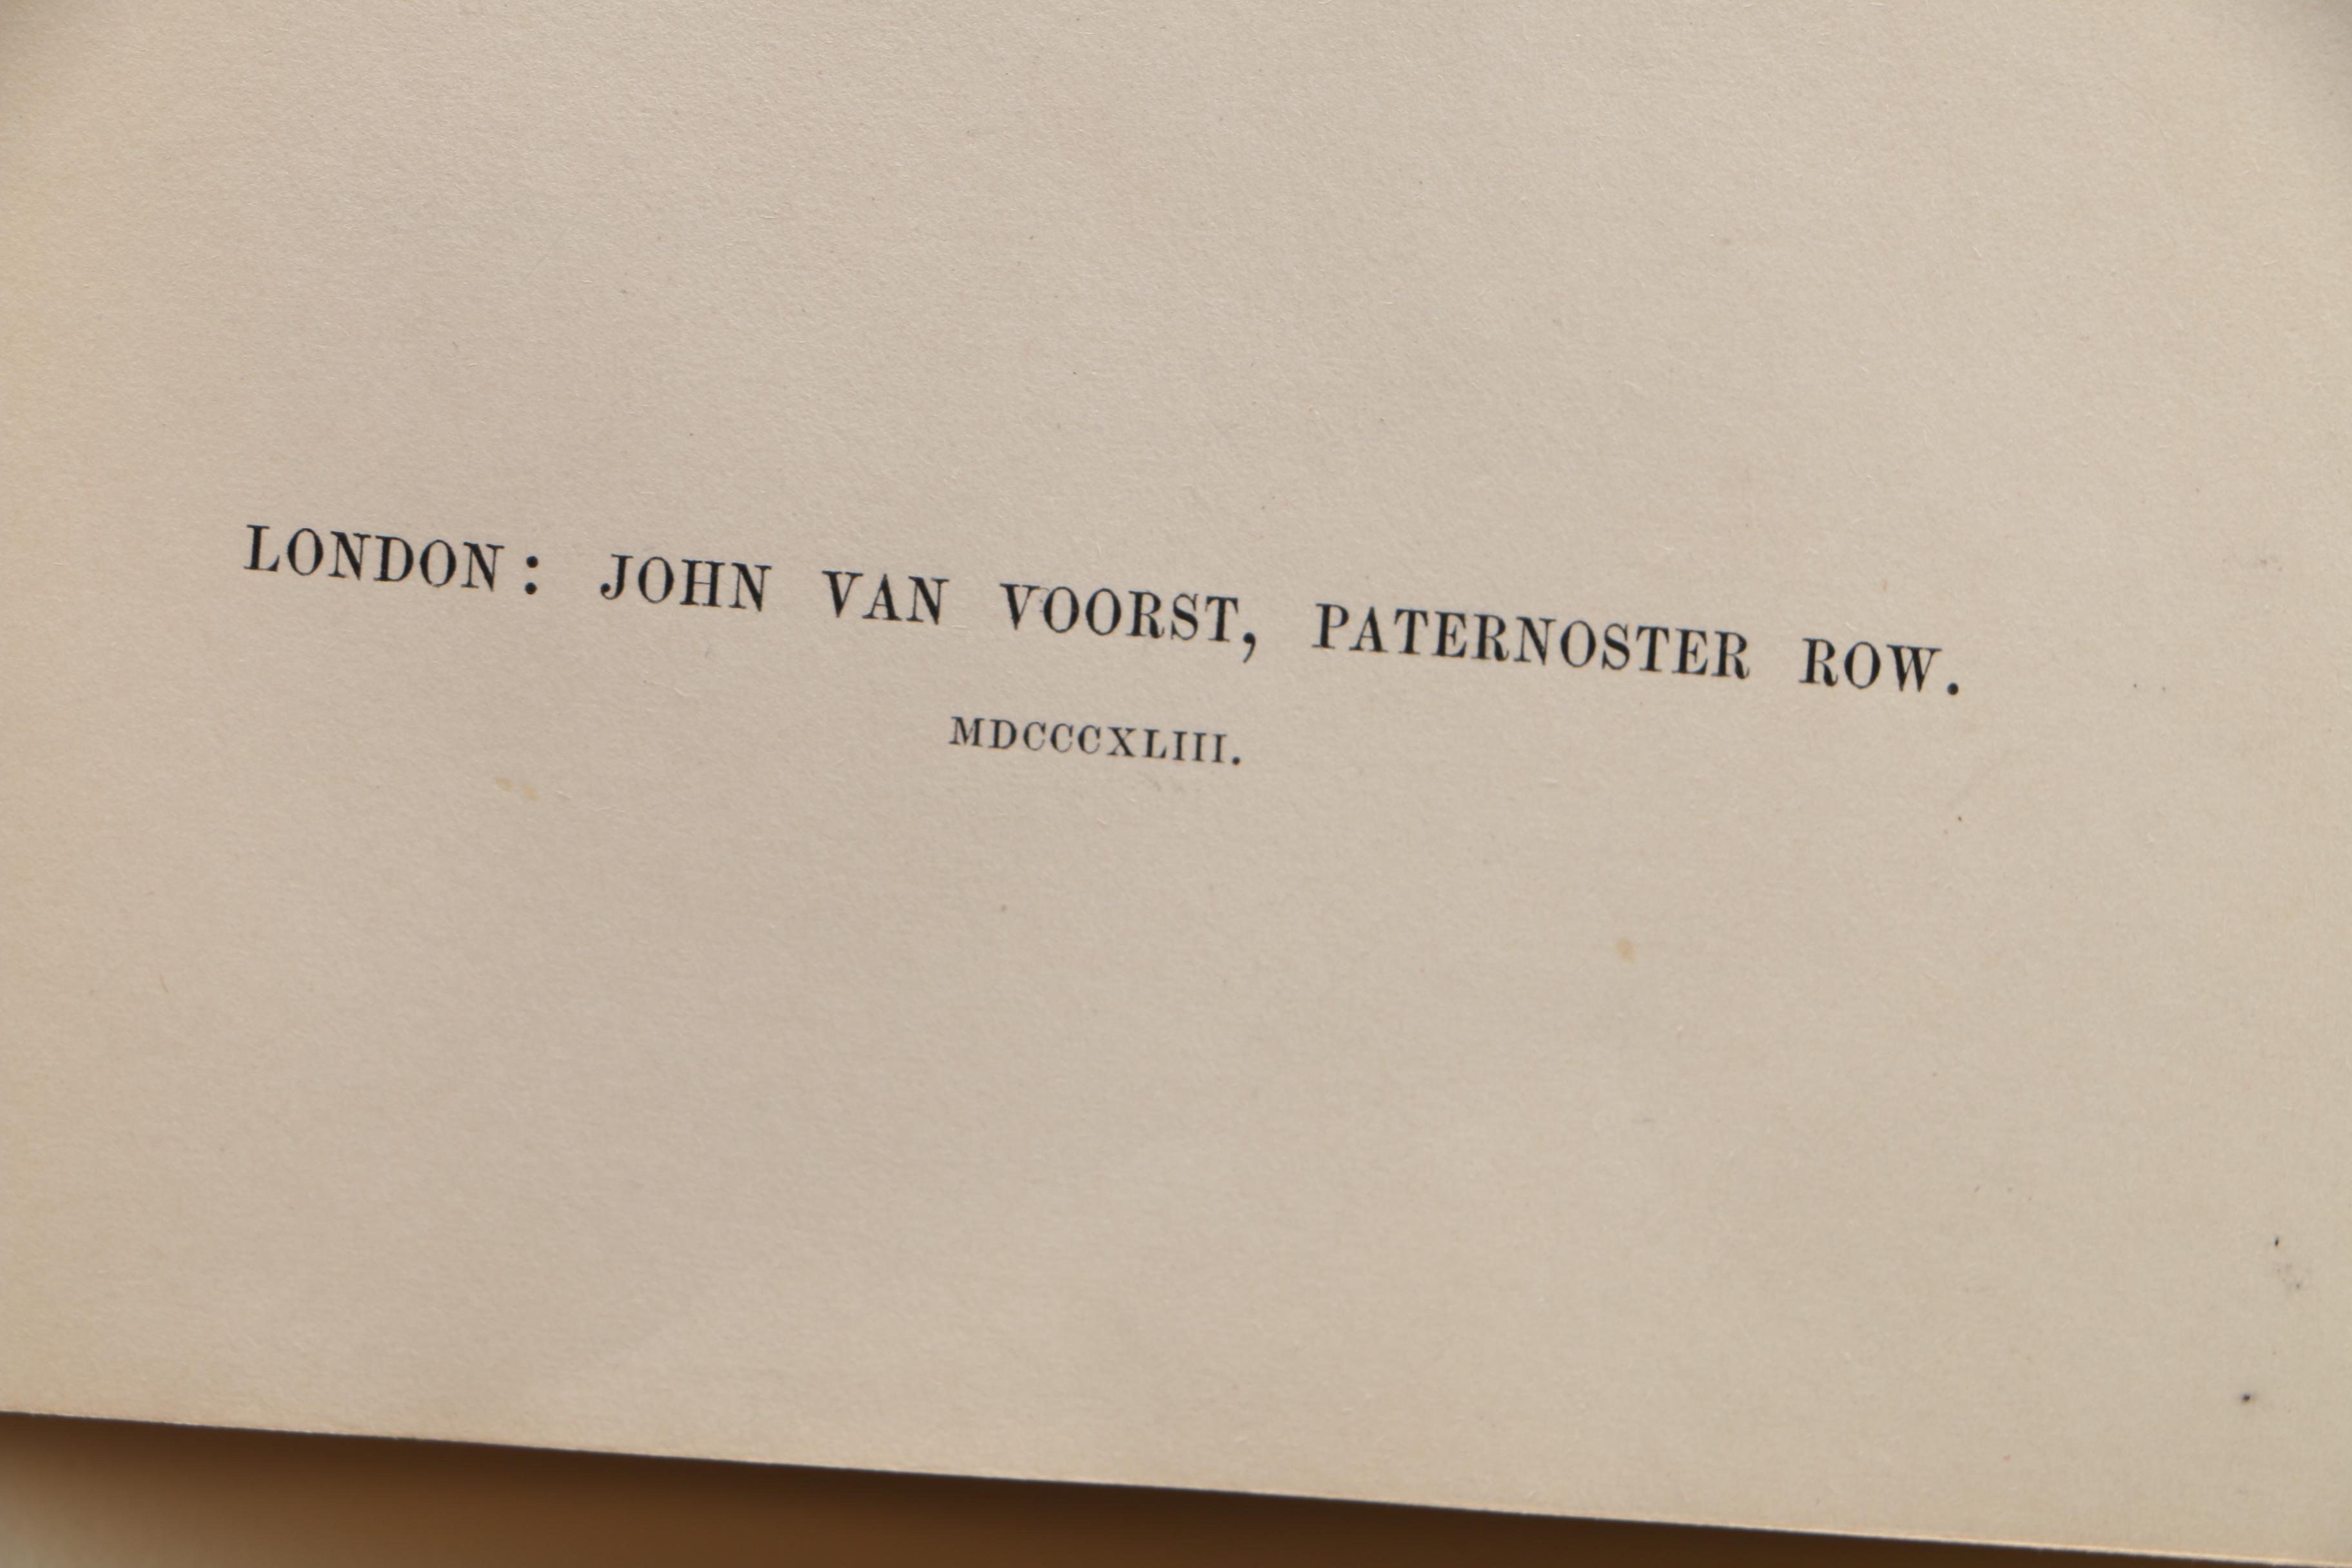 LONDON: JOHN VAN VOORST, PATERNOSTER ROW.
MDCCCXLIII.